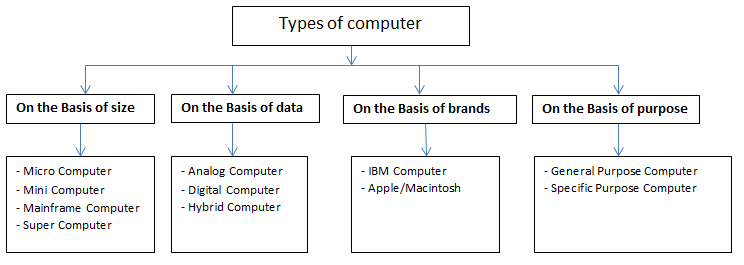 Types of computer
On the Basis of size
On the Basis of data
On the Basis of brands
On the Basis of purpose
- Micro Computer
- Mini Computer
- Mainframe Computer
- Super Computer
- Analog Computer
- Digital Computer
- Hybrid Computer
- IBM Computer
- Apple/Macintosh
- General Purpose Computer
- Specific Purpose Computer